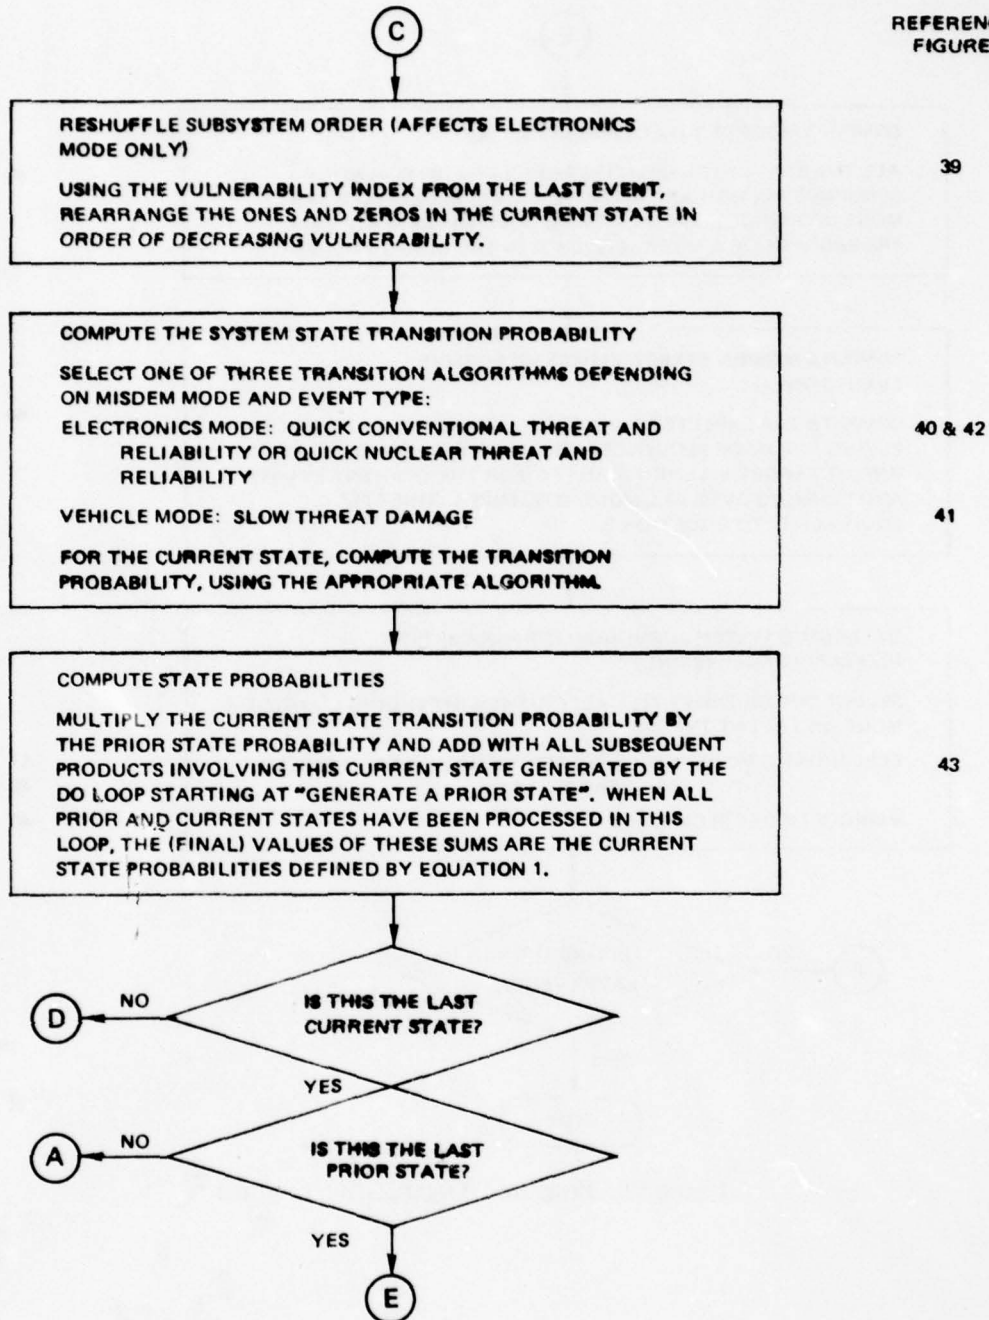 C
REFERENC
FIGURE
RESHUFFLE SUBSYSTEM ORDER (AFFECTS ELECTRONICS
MODE ONLY)
39
USING THE VULNERABILITY INDEX FROM THE LAST EVENT,
REARRANGE THE ONES AND ZEROS IN THE CURRENT STATE IN
ORDER OF DECREASING VULNERABILITY.
COMPUTE THE SYSTEM STATE TRANSITION PROBABILITY
SELECT ONE OF THREE TRANSITION ALGORITHMS DEPENDING
ON MISDEM MODE AND EVENT TYPE:
ELECTRONICS MODE: QUICK CONVENTIONAL THREAT AND
40 & 42
RELIABILITY OR QUICK NUCLEAR THREAT AND
RELIABILITY
VEHICLE MODE: SLOW THREAT DAMAGE
41
FOR THE CURRENT STATE, COMPUTE THE TRANSITION
PROBABILITY, USING THE APPROPRIATE ALGORITHM.
COMPUTE STATE PROBABILITIES
MULTIPLY THE CURRENT STATE TRANSITION PROBABILITY BY
THE PRIOR STATE PROBABILITY AND ADD WITH ALL SUBSEQUENT
PRODUCTS INVOLVING THIS CURRENT STATE GENERATED BY THE
43
DO LOOP STARTING AT "GENERATE A PRIOR STATE". WHEN ALL
PRIOR AND CURRENT STATES HAVE BEEN PROCESSED IN THIS
LOOP, THE (FINAL) VALUES OF THESE SUMS ARE THE CURRENT
STATE PROBABILITIES DEFINED BY EQUATION 1.
D
NO
IS THIS THE LAST
CURRENT STATE?
YES
A
NO
IS THIS THE LAST
PRIOR STATE?
YES
E